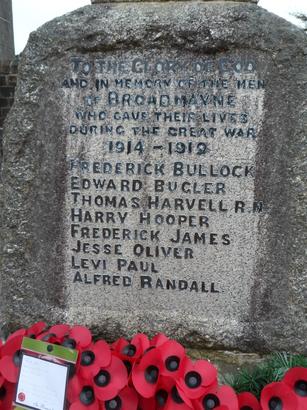 TO THE GLORY OF GOD
AND IN MEMORY OF THE MEN
OF BROADMAYNE
WHO GAVE THEIR LIVES
DURING THE GREAT WAR
1914-1919
FREDERICK BULLOCK
EDWARD BUGLER
THOMAS HARVELL R.N
HARRY HOOPER
FREDERICK JAMES
JESSE OLIVER
LEVI PAUL
ALFRED RANDALL